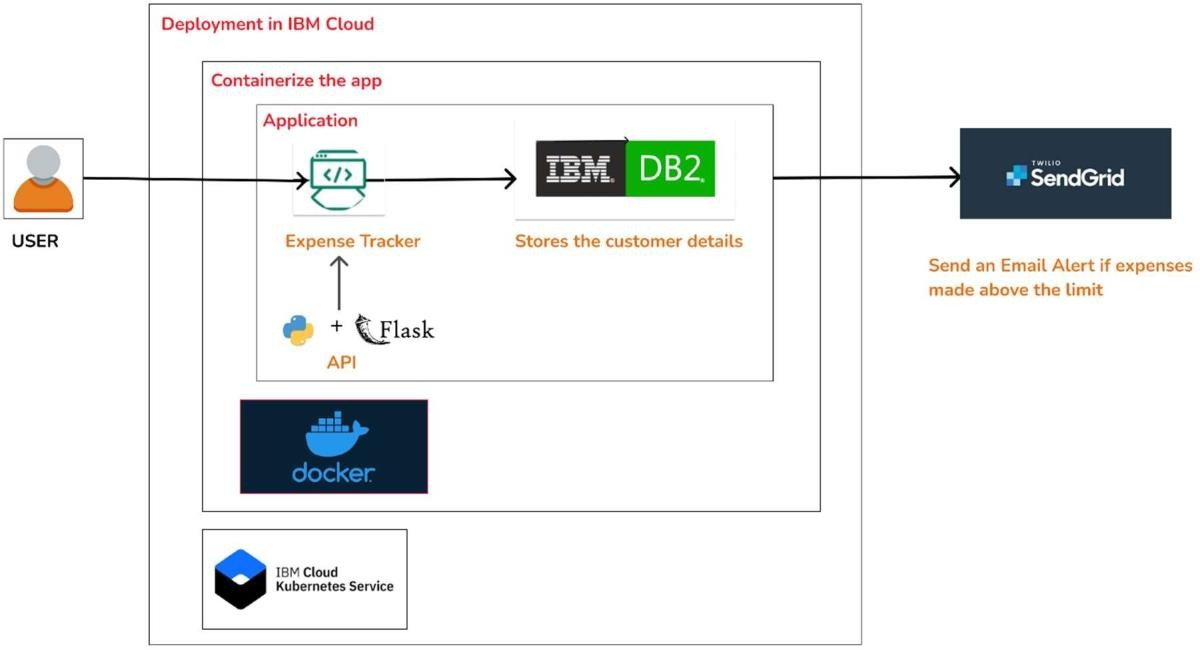 Deployment in IBM Cloud
Containerize the app
Application
USER
Expense Tracker
IBM DB2
Stores the customer details
TWILIO
SendGrid
Send an Email Alert if expenses
made above the limit
+ Flask
API
docker
IBM Cloud
Kubernetes Service